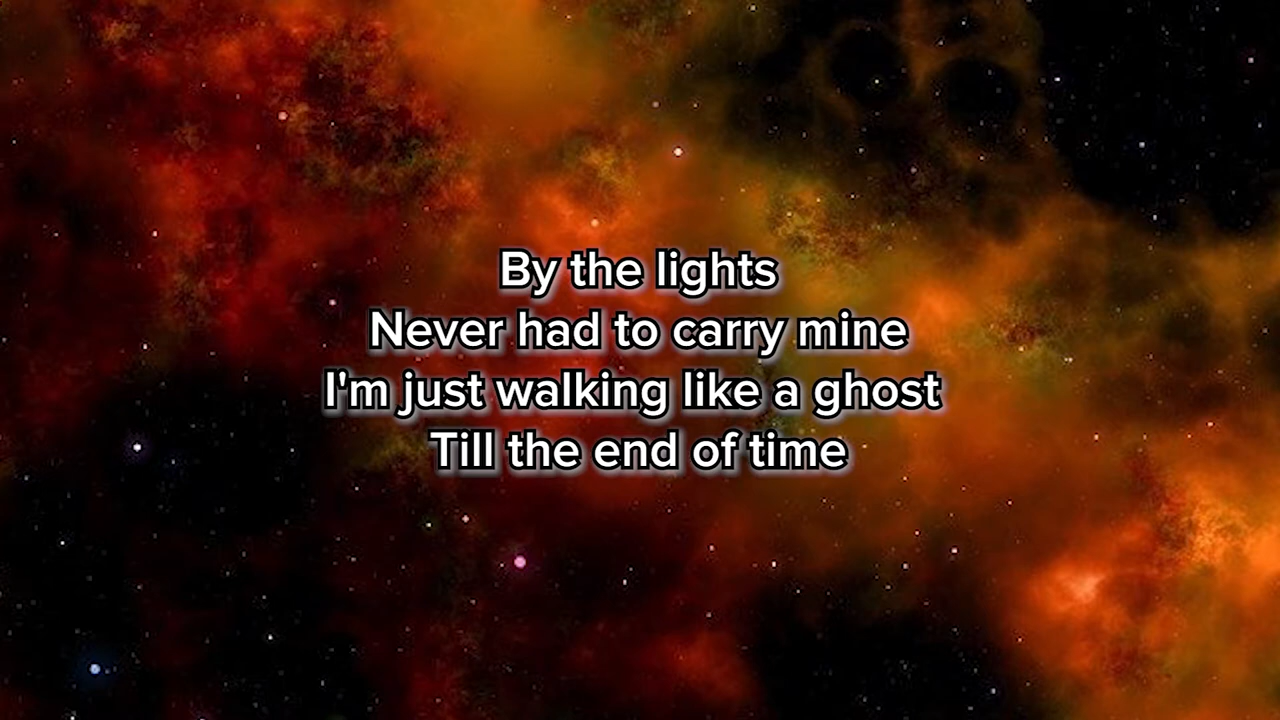 By the lights
Never had to carry mine
I'm just walking like a ghost
Till the end of time